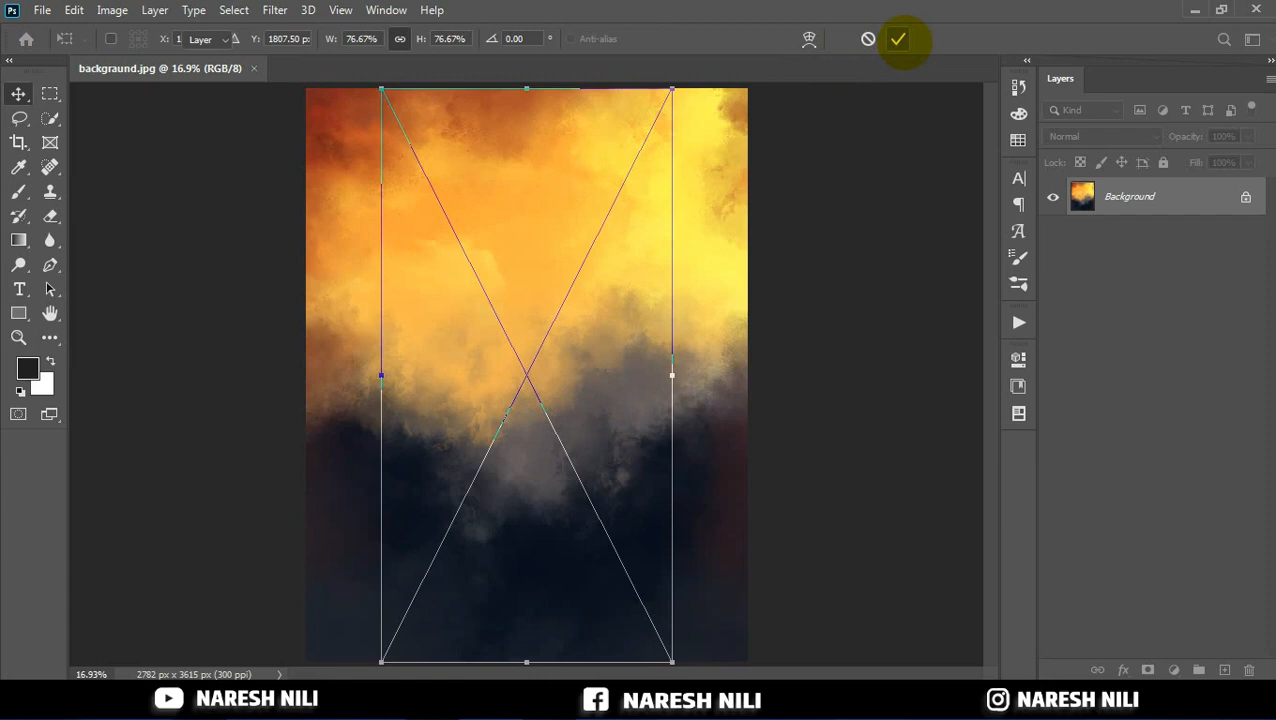 Ps File Edit Image Layer Type Select Filter 3D View Window Help
X: 1 Layer Y: 1807.50 p: W: 76.67% H: 76.67% 0.00 ° Anti-alias
background.jpg @ 16.9% (RGB/8) ×
Layers
Kind
Normal Opacity: 100%
Lock: Fill: 100%
Background
16.93% 2782 px x 3615 px (300 ppi)
NARESH NILI NARESH NILI NARESH NILI